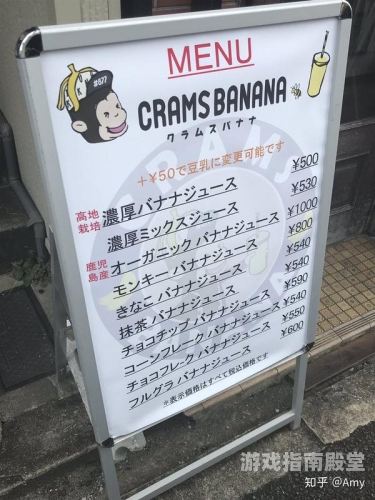 MENU
#877
CRAMS BANANA
クラムスバナナ
+¥50で豆乳に変更可能です
高地栽培 濃厚バナナジュース ¥500
濃厚ミックスジュース ¥530
鹿児島産 オーガニック バナナジュース ¥1000
モンキー バナナジュース ¥800
きなこ バナナジュース ¥540
抹茶 バナナジュース ¥540
チョコチップ バナナジュース ¥590
コーンフレーク バナナジュース ¥540
チョコフレーク バナナジュース ¥550
フルグラ バナナジュース ¥600
※表示価格はすべて税込価格です
游戏指南殿堂
知乎 @Amy